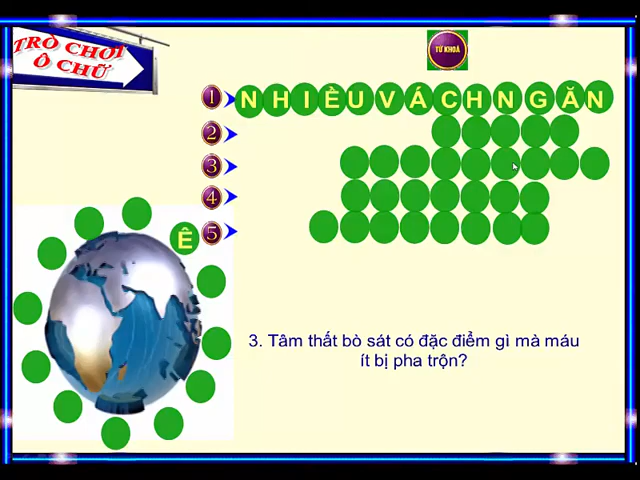 TRÒ CHƠI
Ô CHỮ
TỪ KHOÁ
1 NHIỀUVÁCHNGĂN
2
3
4
5
Ê
3. Tâm thất bò sát có đặc điểm gì mà máu
ít bị pha trộn?